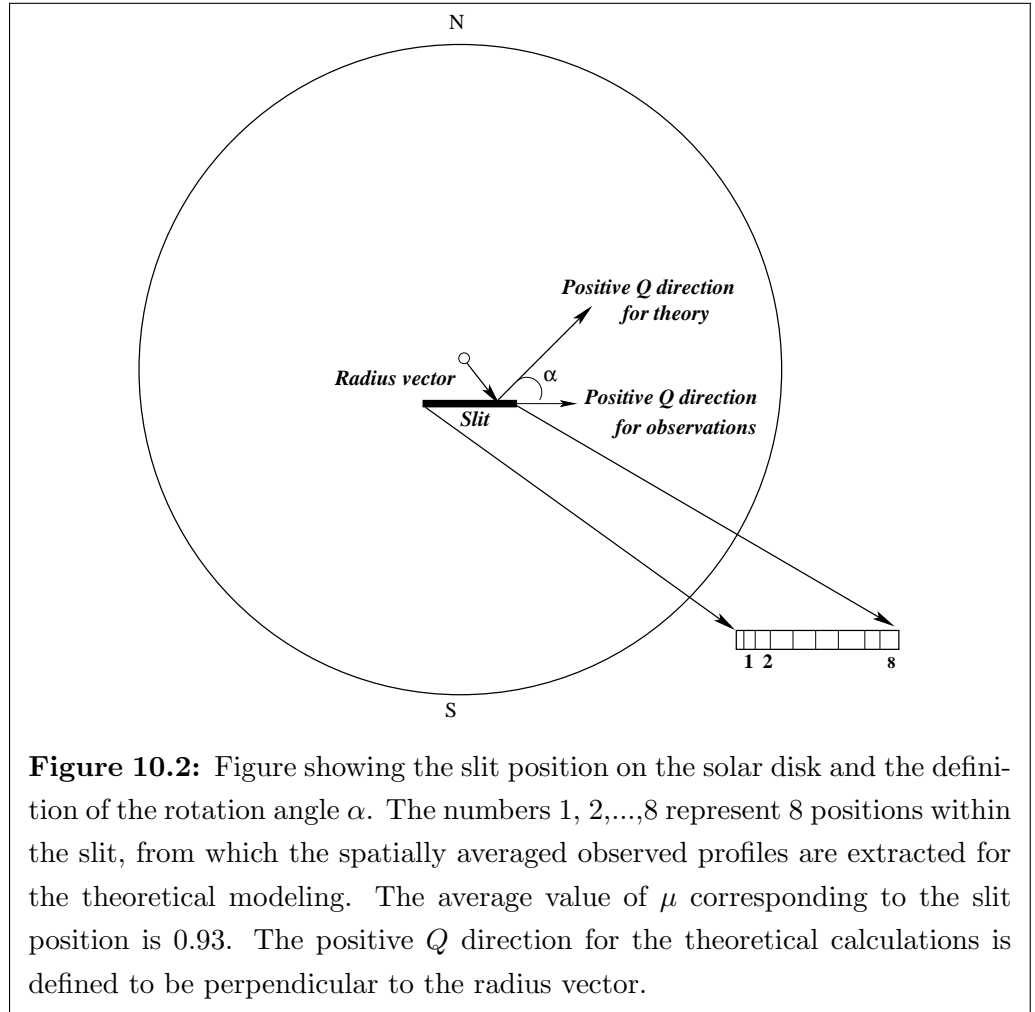 N
Positive Q direction
for theory
α
Radius vector
Positive Q direction
Slit
for observations
1 2 8
S
Figure 10.2: Figure showing the slit position on the solar disk and the defini-
tion of the rotation angle α. The numbers 1, 2,...,8 represent 8 positions within
the slit, from which the spatially averaged observed profiles are extracted for
the theoretical modeling. The average value of μ corresponding to the slit
position is 0.93. The positive Q direction for the theoretical calculations is
defined to be perpendicular to the radius vector.